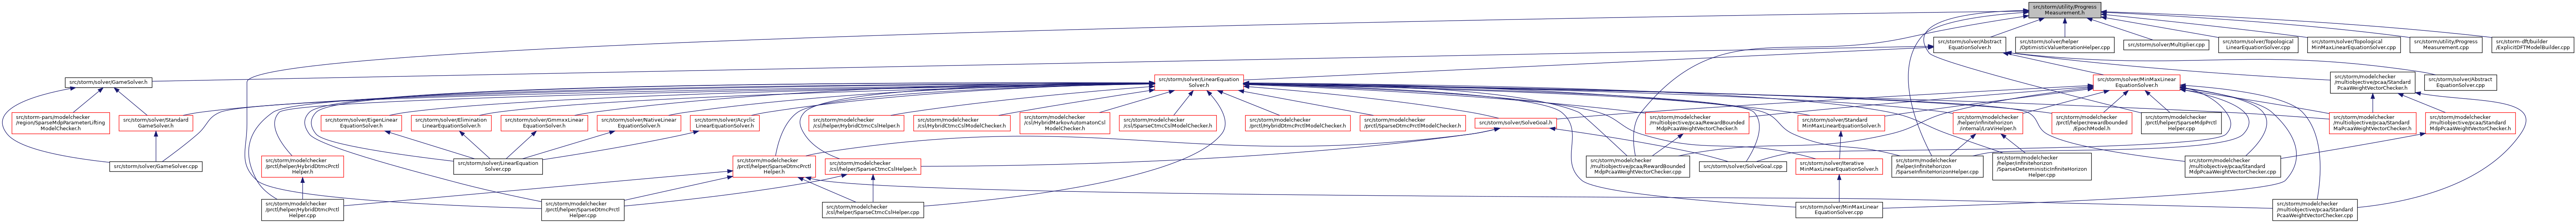 src/storm/utility/Progress
Measurement.h
src/storm/solver/Abstract
EquationSolver.h
src/storm/solver/helper
/OptimisticValueIterationHelper.cpp
src/storm/solver/Multiplier.cpp
src/storm/solver/Topological
LinearEquationSolver.cpp
src/storm/solver/Topological
MinMaxLinearEquationSolver.cpp
src/storm/utility/Progress
Measurement.cpp
src/storm-dft/builder
/ExplicitDFTModelBuilder.cpp
src/storm/solver/GameSolver.h
src/storm/solver/LinearEquation
Solver.h
src/storm/solver/MinMaxLinear
EquationSolver.h
src/storm/modelchecker
/multiobjective/pcaa/Standard
PcaaWeightVectorChecker.h
src/storm/solver/Abstract
EquationSolver.cpp
src/storm-pars/modelchecker
/region/SparseMdpParameterLifting
ModelChecker.h
src/storm/solver/Standard
GameSolver.h
src/storm/solver/EigenLinear
EquationSolver.h
src/storm/solver/Elimination
LinearEquationSolver.h
src/storm/solver/GmmxxLinear
EquationSolver.h
src/storm/solver/NativeLinear
EquationSolver.h
src/storm/solver/Acyclic
LinearEquationSolver.h
src/storm/modelchecker
/csl/helper/HybridCtmcCslHelper.h
src/storm/modelchecker
/csl/HybridCtmcCslModelChecker.h
src/storm/modelchecker
/csl/HybridMarkovAutomatonCsl
ModelChecker.h
src/storm/modelchecker
/csl/SparseCtmcCslModelChecker.h
src/storm/modelchecker
/prctl/HybridDtmcPrctlModelChecker.h
src/storm/modelchecker
/prctl/SparseDtmcPrctlModelChecker.h
src/storm/solver/SolveGoal.h
src/storm/modelchecker
/multiobjective/pcaa/RewardBounded
MdpPcaaWeightVectorChecker.h
src/storm/solver/Standard
MinMaxLinearEquationSolver.h
src/storm/modelchecker
/helper/infinitehorizon
/internal/LraViHelper.h
src/storm/modelchecker
/prctl/helper/rewardbounded
/EpochModel.h
src/storm/modelchecker
/prctl/helper/SparseMdpPrctl
Helper.cpp
src/storm/modelchecker
/multiobjective/pcaa/Standard
MaPcaaWeightVectorChecker.h
src/storm/modelchecker
/multiobjective/pcaa/Standard
MdpPcaaWeightVectorChecker.h
src/storm/solver/GameSolver.cpp
src/storm/modelchecker
/prctl/helper/HybridDtmcPrctl
Helper.h
src/storm/solver/LinearEquation
Solver.cpp
src/storm/modelchecker
/prctl/helper/SparseDtmcPrctl
Helper.h
src/storm/modelchecker
/csl/helper/SparseCtmcCslHelper.h
src/storm/modelchecker
/multiobjective/pcaa/RewardBounded
MdpPcaaWeightVectorChecker.cpp
src/storm/solver/SolveGoal.cpp
src/storm/solver/Iterative
MinMaxLinearEquationSolver.h
src/storm/modelchecker
/helper/infinitehorizon
/SparseInfiniteHorizonHelper.cpp
src/storm/modelchecker
/helper/infinitehorizon
/SparseDeterministicInfiniteHorizon
Helper.cpp
src/storm/modelchecker
/multiobjective/pcaa/Standard
MdpPcaaWeightVectorChecker.cpp
src/storm/modelchecker
/prctl/helper/HybridDtmcPrctl
Helper.cpp
src/storm/modelchecker
/prctl/helper/SparseDtmcPrctl
Helper.cpp
src/storm/modelchecker
/csl/helper/SparseCtmcCslHelper.cpp
src/storm/solver/MinMaxLinear
EquationSolver.cpp
src/storm/modelchecker
/multiobjective/pcaa/Standard
PcaaWeightVectorChecker.cpp